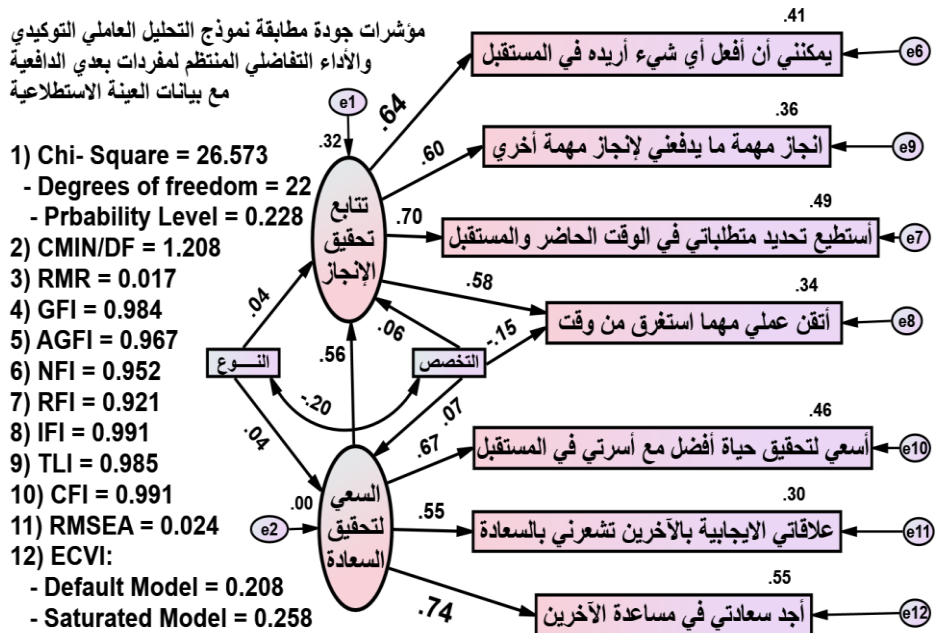 مؤشرات جودة مطابقة نموذج التحليل العاملي التوكيدي
والأداء التفاضلي المنتظم لمفردات بعدي الدافعية
مع بيانات العينة الاستطلاعية
1) Chi- Square = 26.573
- Degrees of freedom = 22
- Prbability Level = 0.228
2) CMIN/DF = 1.208
3) RMR = 0.017
4) GFI = 0.984
5) AGFI = 0.967
6) NFI = 0.952
7) RFI = 0.921
8) IFI = 0.991
9) TLI = 0.985
10) CFI = 0.991
11) RMSEA = 0.024
12) ECVI:
- Default Model = 0.208
- Saturated Model = 0.258
e1
.32
تتابع
تحقيق
الإنجاز
.04
.06
النـــوع
.56
التخصص
-.20
.04
.07
-.15
.00
e2
السعي
لتحقيق
السعادة
.64
.60
.70
.58
.67
.55
.74
.41
يمكنني أن أفعل أي شيء أريده في المستقبل
e6
.36
انجاز مهمة ما يدفعني لإنجاز مهمة أخري
e9
.49
أستطيع تحديد متطلباتي في الوقت الحاضر والمستقبل
e7
.34
أتقن عملي مهما استغرق من وقت
e8
.46
أسعي لتحقيق حياة أفضل مع أسرتي في المستقبل
e10
.30
علاقاتي الايجابية بالآخرين تشعرني بالسعادة
e11
.55
أجد سعادتي في مساعدة الآخرين
e12